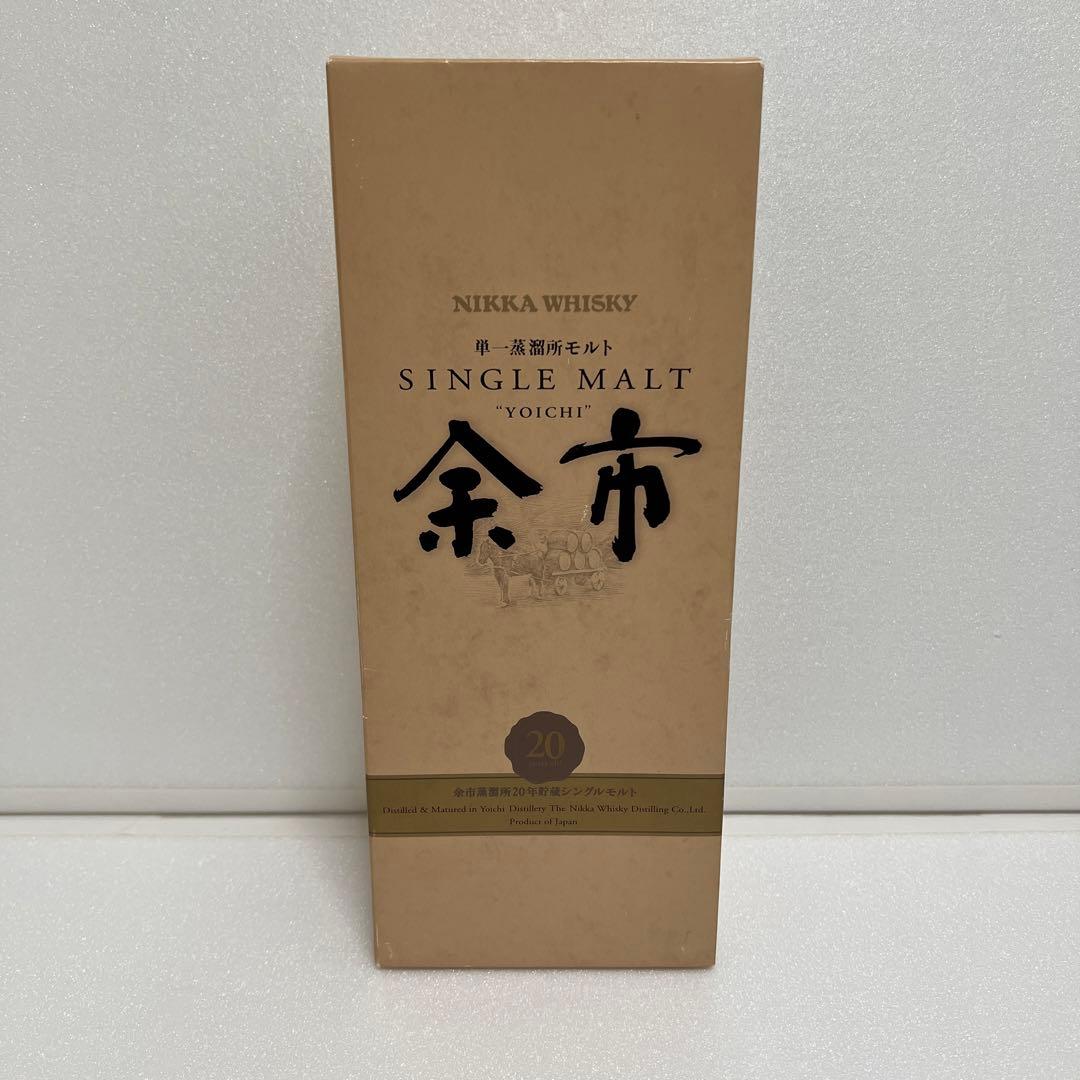 NIKKA WHISKY
単一蒸溜所モルト
SINGLE MALT
"YOICHI"
余市
20
余市蒸溜所20年貯蔵シングルモルト
Distilled & Matured in Yoichi Distillery The Nikka Whisky Distilling Co.,Ltd.
Product of Japan